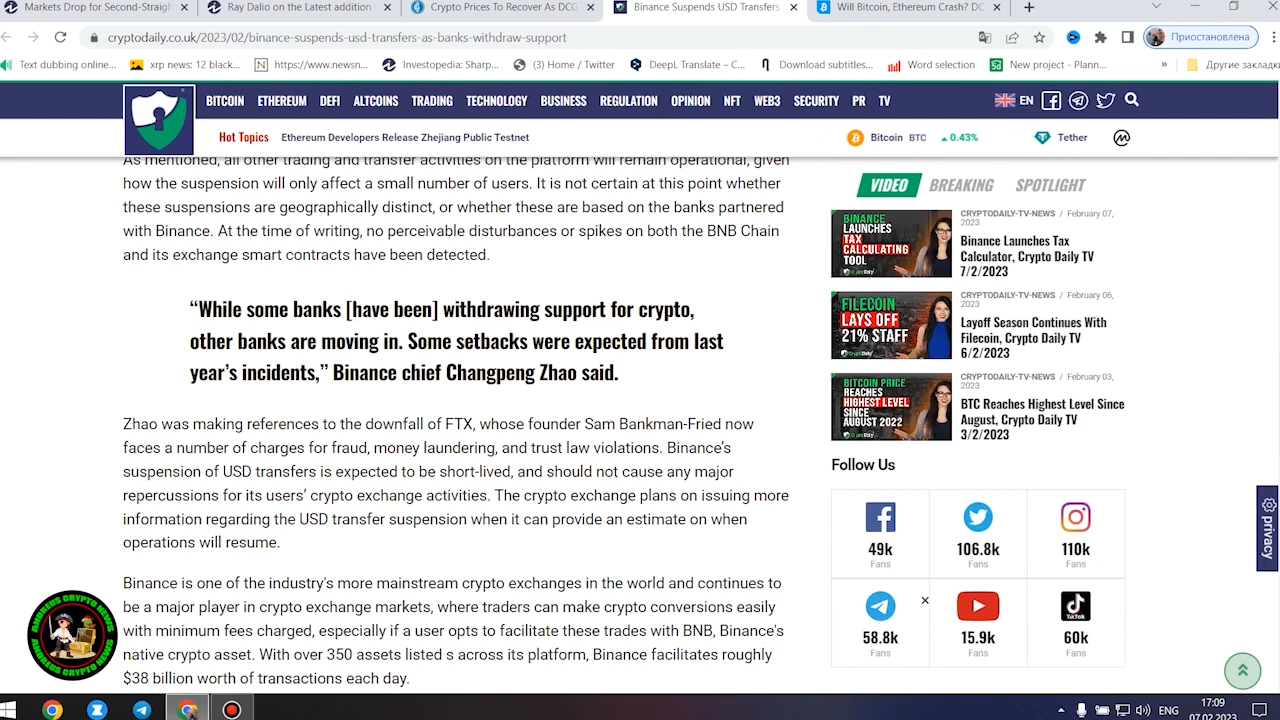 Markets Drop for Second-Straigh
Ray Dalio on the Latest addition
Crypto Prices To Recover As DCG
Binance Suspends USD Transfers
Will Bitcoin, Ethereum Crash? DC
cryptodaily.co.uk/2023/02/binance-suspends-usd-transfers-as-banks-withdraw-support
Приостановлена
Text dubbing online...
xrp news: 12 black...
https://www.newsn...
Investopedia: Sharp...
(3) Home / Twitter
DeepL Translate – C...
Download subtitles...
Word selection
New project - Plann...
»
Другие закладки
BITCOIN ETHEREUM DEFI ALTCOINS TRADING TECHNOLOGY BUSINESS REGULATION OPINION NFT WEB3 SECURITY PR TV
EN
Hot Topics Ethereum Developers Release Zhejiang Public Testnet
Bitcoin BTC ▲ 0.43%
Tether
As mentioned, all other trading and transfer activities on the platform will remain operational, given
how the suspension will only affect a small number of users. It is not certain at this point whether
these suspensions are geographically distinct, or whether these are based on the banks partnered
with Binance. At the time of writing, no perceivable disturbances or spikes on both the BNB Chain
and its exchange smart contracts have been detected.
“While some banks [have been] withdrawing support for crypto,
other banks are moving in. Some setbacks were expected from last
year’s incidents,” Binance chief Changpeng Zhao said.
Zhao was making references to the downfall of FTX, whose founder Sam Bankman-Fried now
faces a number of charges for fraud, money laundering, and trust law violations. Binance’s
suspension of USD transfers is expected to be short-lived, and should not cause any major
repercussions for its users’ crypto exchange activities. The crypto exchange plans on issuing more
information regarding the USD transfer suspension when it can provide an estimate on when
operations will resume.
Binance is one of the industry's more mainstream crypto exchanges in the world and continues to
be a major player in crypto exchange markets, where traders can make crypto conversions easily
with minimum fees charged, especially if a user opts to facilitate these trades with BNB, Binance's
native crypto asset. With over 350 assets listed s across its platform, Binance facilitates roughly
$38 billion worth of transactions each day.
VIDEO BREAKING SPOTLIGHT
BINANCE
LAUNCHES
TAX
CALCULATING
TOOL
CRYPTODAILY-TV-NEWS / February 07,
2023
Binance Launches Tax
Calculator, Crypto Daily TV
7/2/2023
FILECOIN
LAYS OFF
21% STAFF
CRYPTODAILY-TV-NEWS / February 06,
2023
Layoff Season Continues With
Filecoin, Crypto Daily TV
6/2/2023
BITCOIN PRICE
REACHES
HIGHEST LEVEL
SINCE
AUGUST 2022
CRYPTODAILY-TV-NEWS / February 03,
2023
BTC Reaches Highest Level Since
August, Crypto Daily TV
3/2/2023
Follow Us
49k
Fans
106.8k
Fans
110k
Fans
58.8k
Fans
15.9k
Fans
TikTok
60k
Fans
privacy
ANDREUS CRYPTO NEWS
ANDREUS CRYPTO NEWS
ENG
17:09
07.02.2023